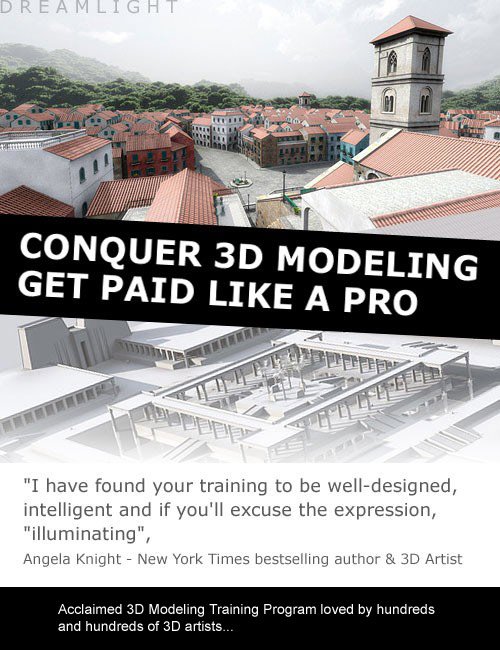 DREAMLIGHT
CONQUER 3D MODELING
GET PAID LIKE A PRO
"I have found your training to be well-designed,
intelligent and if you'll excuse the expression,
"illuminating",
Angela Knight - New York Times bestselling author & 3D Artist
Acclaimed 3D Modeling Training Program loved by hundreds
and hundreds of 3D artists...